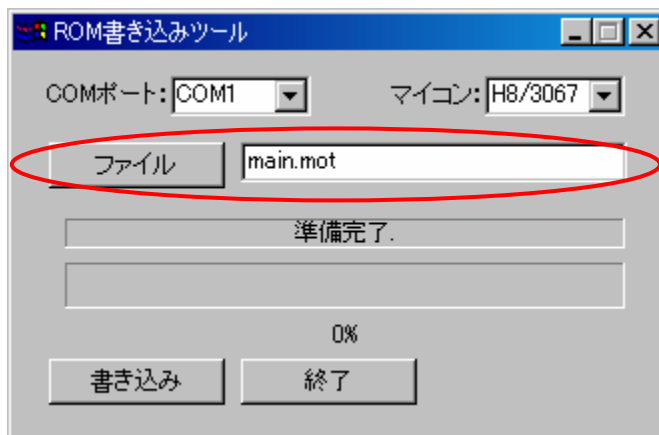 ROM書き込みツール
COMポート: COM1 マイコン: H8/3067
ファイル main.mot
準備完了.
0%
書き込み 終了